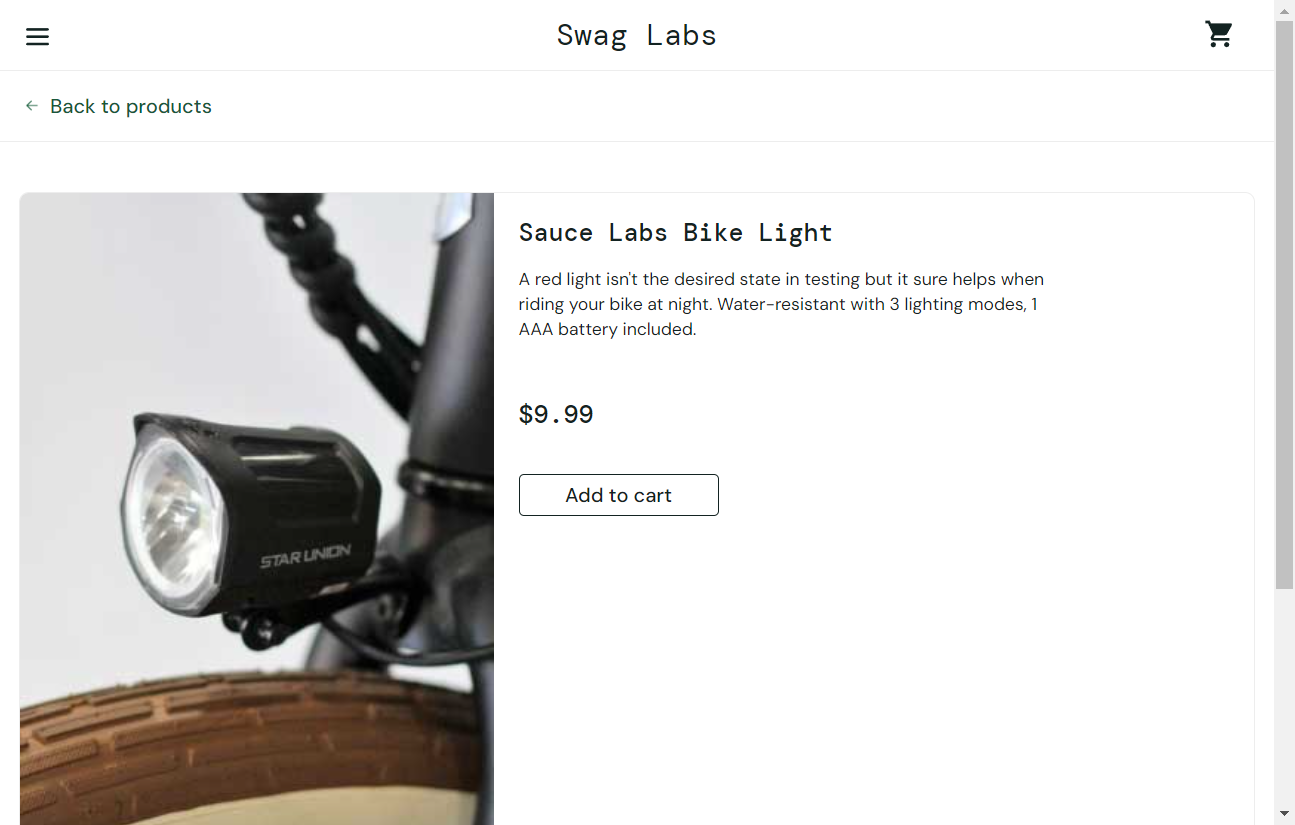 Swag Labs
Back to products
Sauce Labs Bike Light
A red light isn't the desired state in testing but it sure helps when
riding your bike at night. Water-resistant with 3 lighting modes, 1
AAA battery included.
$9.99
Add to cart
STAR UNION